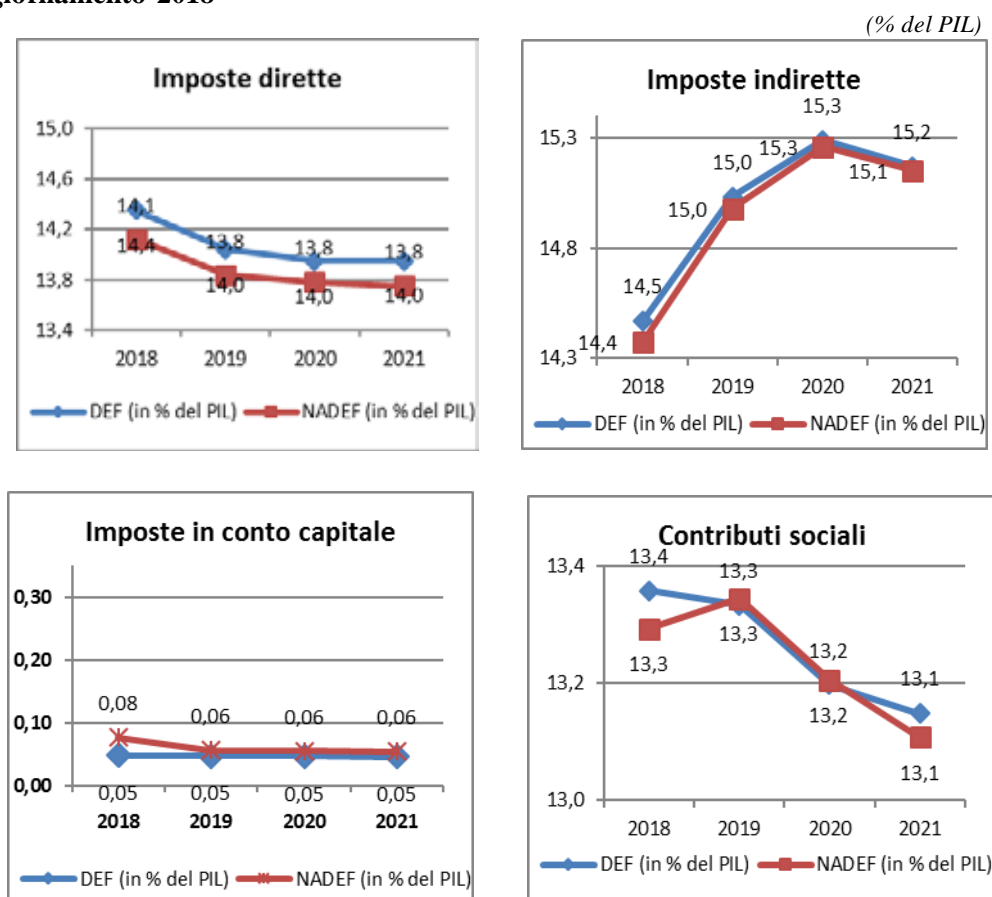 giornamento 2018
(% del PIL)
Imposte dirette
15,0
14,6
14,2
13,8
13,4
14,1
13,8
13,8
13,8
14,4
14,0
14,0
14,0
2018 2019 2020 2021
DEF (in % del PIL) NADEF (in % del PIL)
Imposte indirette
15,3
15,3
15,2
15,0
15,3
15,1
15,0
14,8
14,5
14,4
14,3
2018 2019 2020 2021
DEF (in % del PIL) NADEF (in % del PIL)
Imposte in conto capitale
0,30
0,20
0,10
0,00
0,08 0,06 0,06 0,06
0,05 0,05 0,05 0,05
2018 2019 2020 2021
DEF (in % del PIL) NADEF (in % del PIL)
Contributi sociali
13,4
13,4
13,3
13,3
13,3
13,2
13,2
13,2
13,1
13,1
13,0
2018 2019 2020 2021
DEF (in % del PIL) NADEF (in % del PIL)